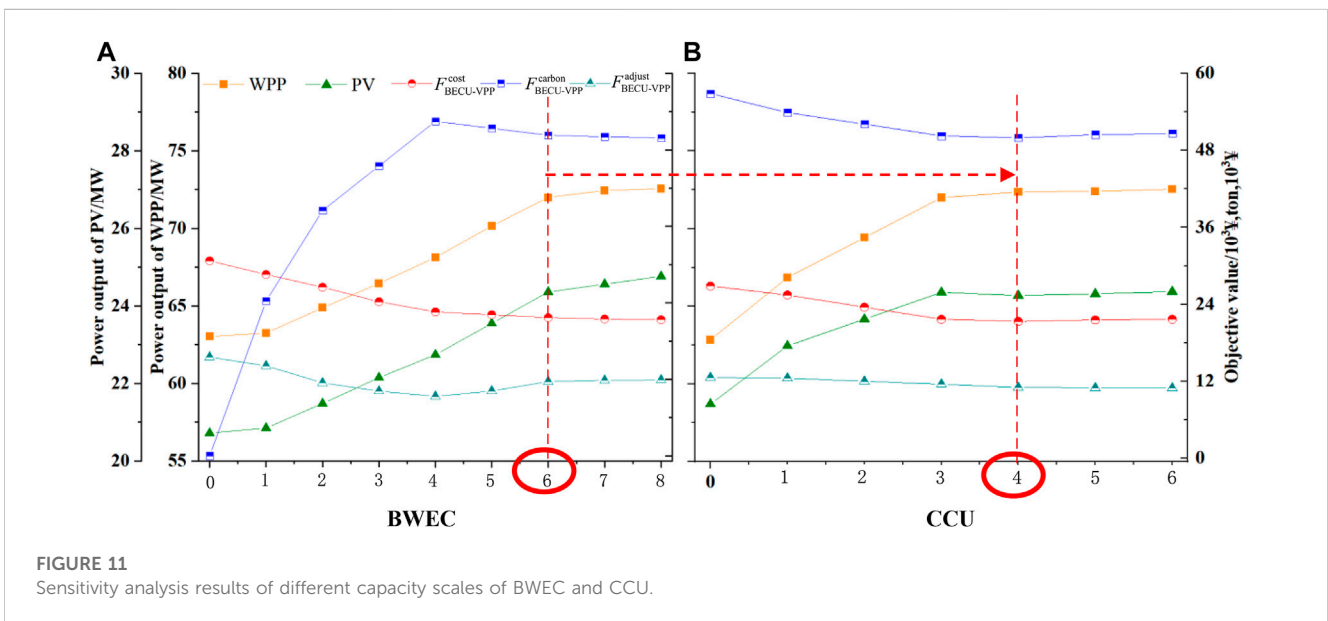 A
B
WPP
PV
F^cost_BECU-VPP
F^carbon_BECU-VPP
F^adjust_BECU-VPP
Power output of PV/MW
30
28
26
24
22
20
Power output of WPP/MW
80
75
70
65
60
55
0 1 2 3 4 5 6 7 8
BWEC
0 1 2 3 4 5 6
CCU
60
48
36
24
12
0
Objective value/10³¥,ton,10³¥
FIGURE 11
Sensitivity analysis results of different capacity scales of BWEC and CCU.